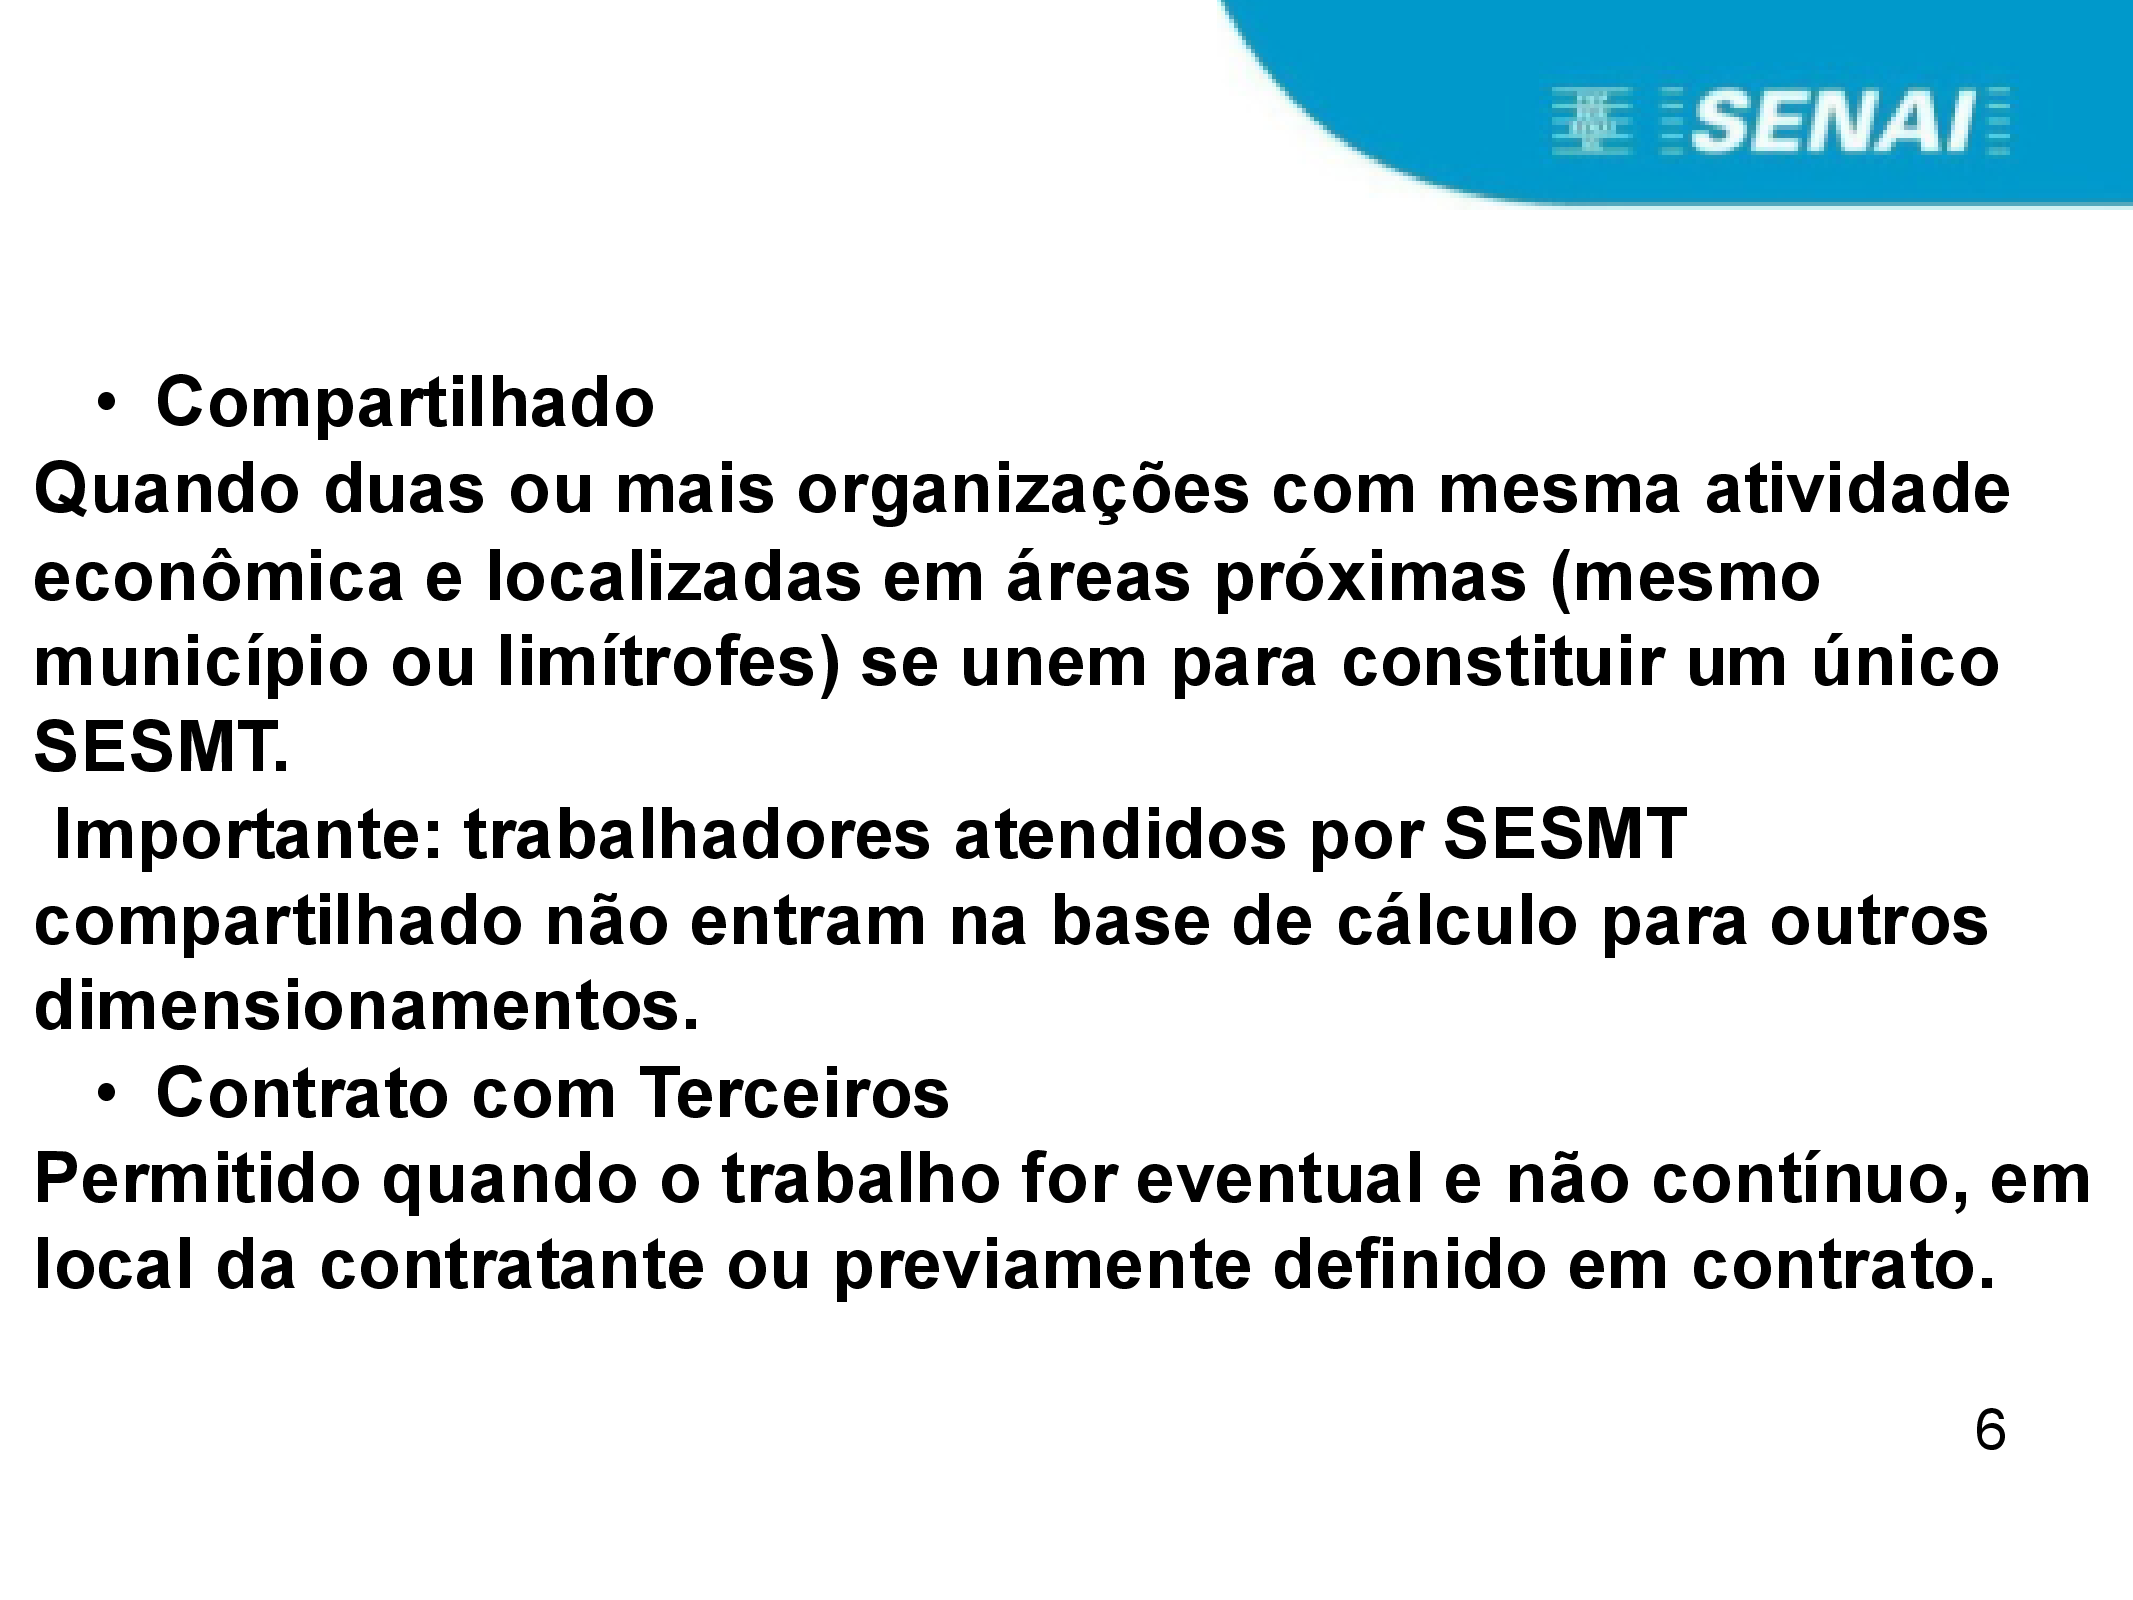 SENAI
• Compartilhado
Quando duas ou mais organizações com mesma atividade
econômica e localizadas em áreas próximas (mesmo
município ou limítrofes) se unem para constituir um único
SESMT.
Importante: trabalhadores atendidos por SESMT
compartilhado não entram na base de cálculo para outros
dimensionamentos.
• Contrato com Terceiros
Permitido quando o trabalho for eventual e não contínuo, em
local da contratante ou previamente definido em contrato.
6